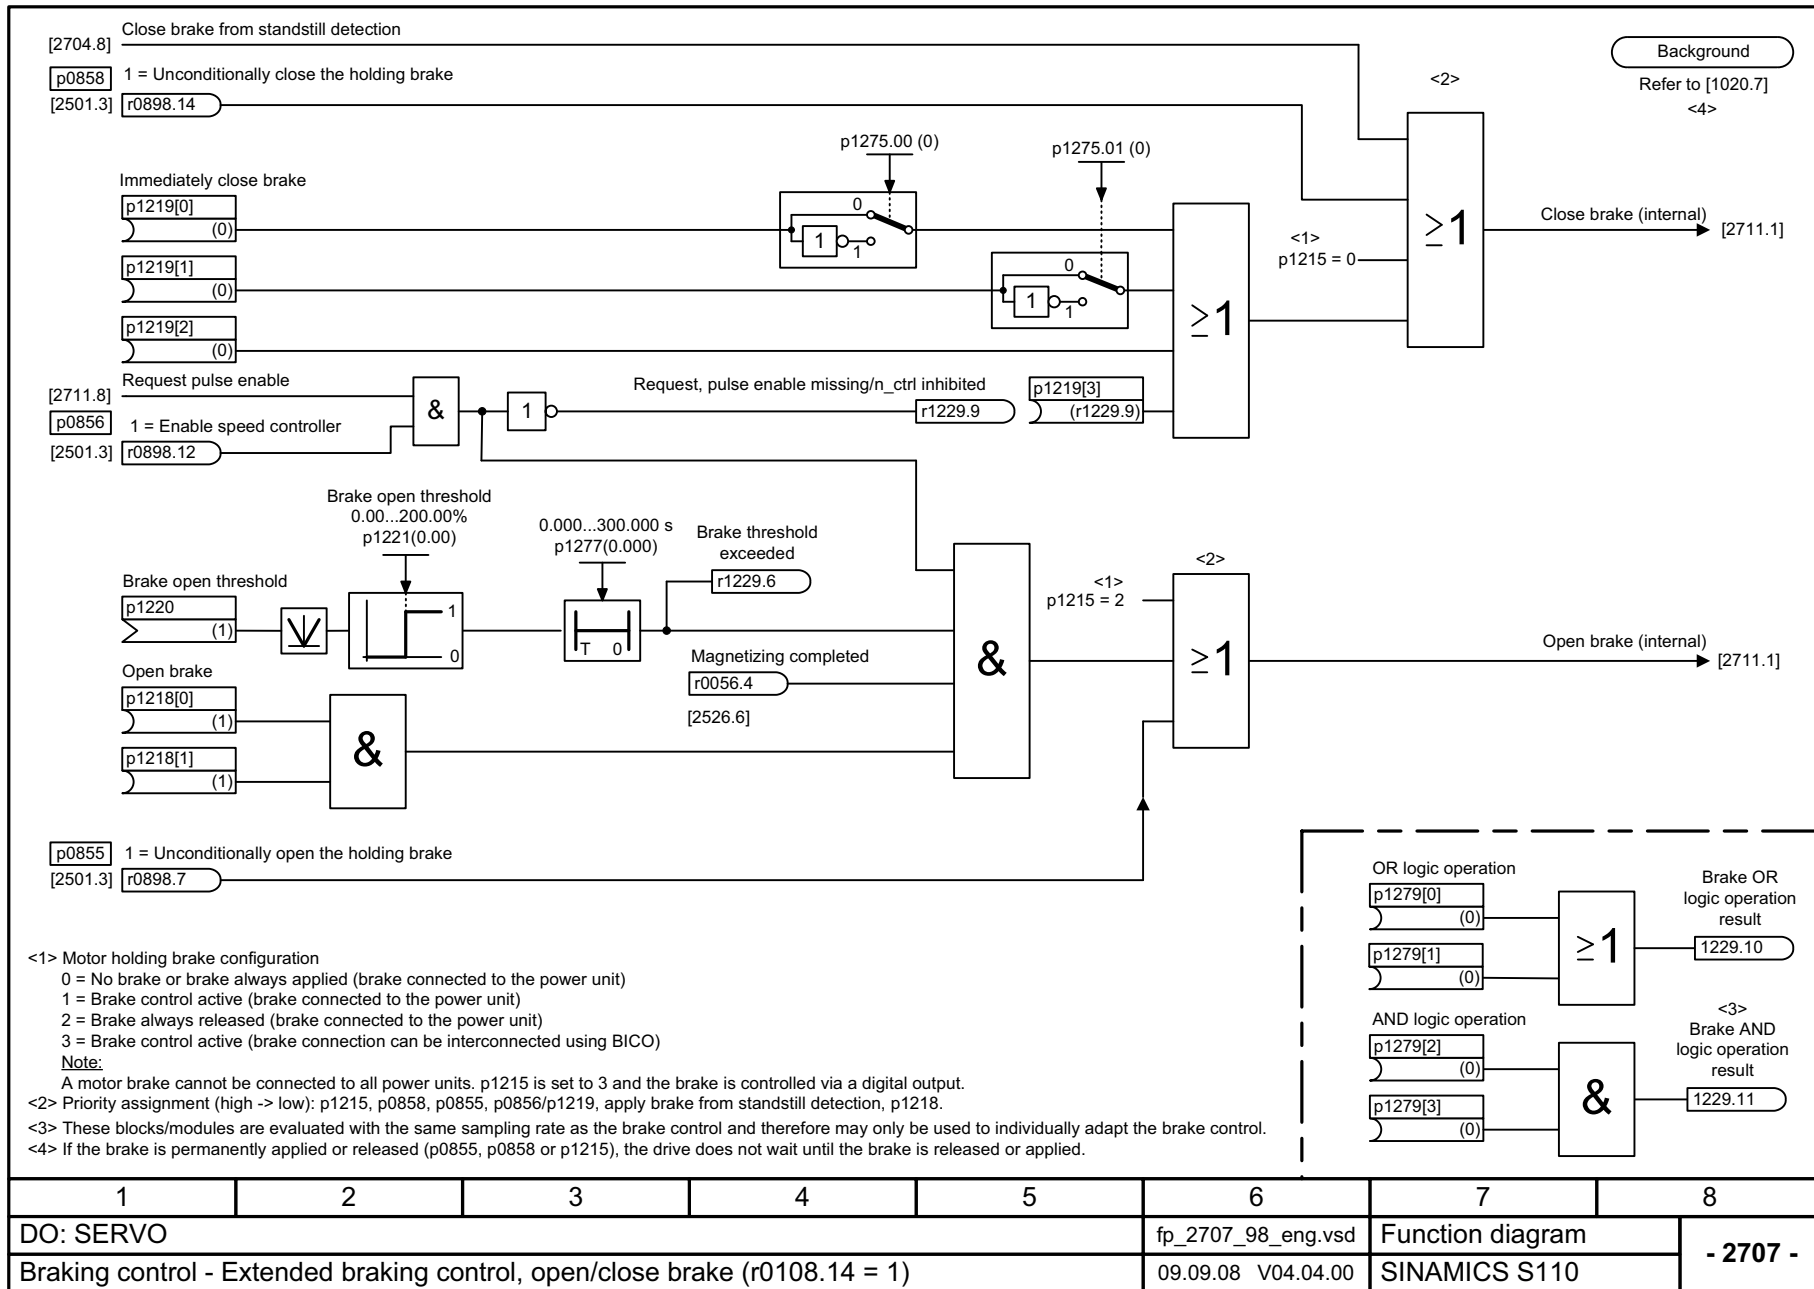 Close brake from standstill detection
[2704.8]
p0858
1 = Unconditionally close the holding brake
[2501.3]
r0898.14
Background
Refer to [1020.7]
<4>
<2>
≥1
Close brake (internal)
[2711.1]
<1>
p1215 = 0
p1275.00 (0)
p1275.01 (0)
Immediately close brake
p1219[0]
(0)
0
1
1
p1219[1]
(0)
0
1
1
p1219[2]
(0)
≥1
Request pulse enable
[2711.8]
p0856
1 = Enable speed controller
[2501.3]
r0898.12
&
1
Request, pulse enable missing/n_ctrl inhibited
r1229.9
p1219[3]
(r1229.9)
Brake open threshold
0.00...200.00%
p1221(0.00)
0.000...300.000 s
p1277(0.000)
Brake threshold
exceeded
r1229.6
Brake open threshold
p1220
(1)
1
0
T
0
Magnetizing completed
r0056.4
[2526.6]
&
<1>
p1215 = 2
<2>
≥1
Open brake (internal)
[2711.1]
Open brake
p1218[0]
(1)
p1218[1]
(1)
&
p0855
1 = Unconditionally open the holding brake
[2501.3]
r0898.7
OR logic operation
p1279[0]
(0)
p1279[1]
(0)
≥1
Brake OR
logic operation
result
1229.10
AND logic operation
p1279[2]
(0)
p1279[3]
(0)
&
<3>
Brake AND
logic operation
result
1229.11
<1> Motor holding brake configuration
0 = No brake or brake always applied (brake connected to the power unit)
1 = Brake control active (brake connected to the power unit)
2 = Brake always released (brake connected to the power unit)
3 = Brake control active (brake connection can be interconnected using BICO)
Note:
A motor brake cannot be connected to all power units. p1215 is set to 3 and the brake is controlled via a digital output.
<2> Priority assignment (high -> low): p1215, p0858, p0855, p0856/p1219, apply brake from standstill detection, p1218.
<3> These blocks/modules are evaluated with the same sampling rate as the brake control and therefore may only be used to individually adapt the brake control.
<4> If the brake is permanently applied or released (p0855, p0858 or p1215), the drive does not wait until the brake is released or applied.
1 2 3 4 5 6 7 8
DO: SERVO
fp_2707_98_eng.vsd
Function diagram
- 2707 -
Braking control - Extended braking control, open/close brake (r0108.14 = 1)
09.09.08 V04.04.00
SINAMICS S110